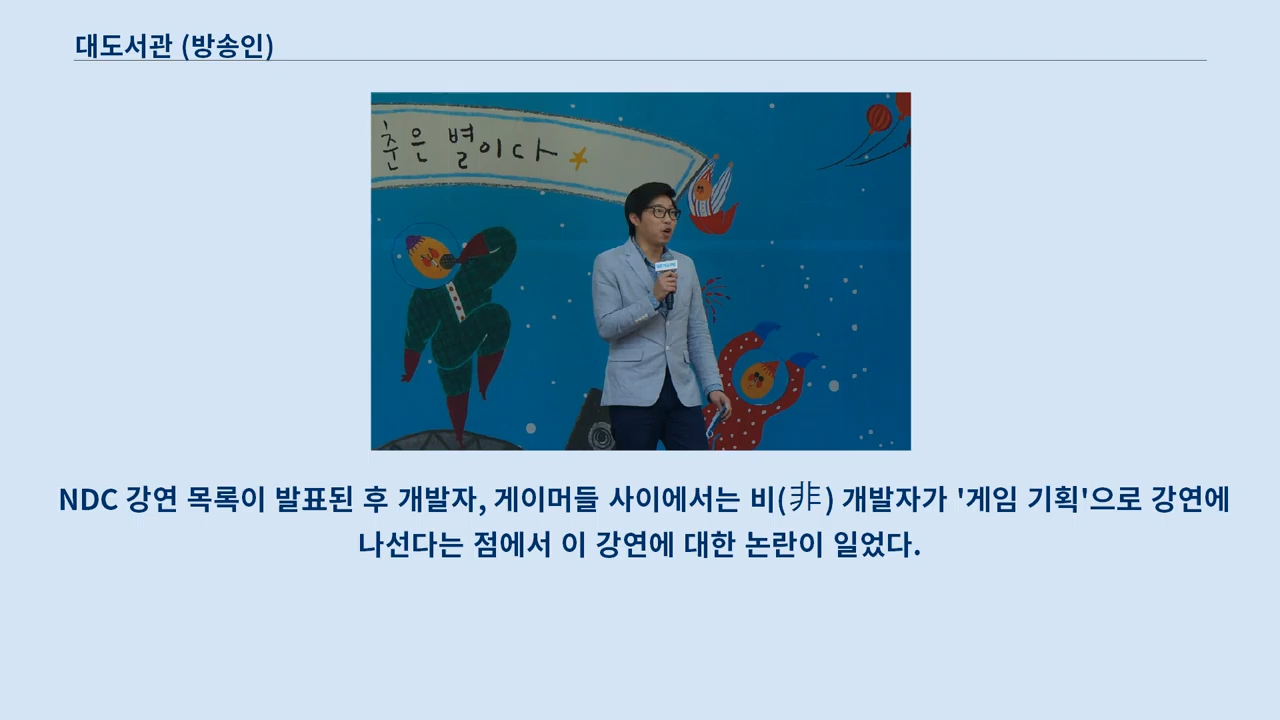 대도서관 (방송인)
춘은 별이다
NDC 강연 목록이 발표된 후 개발자, 게이머들 사이에서는 비(非) 개발자가 '게임 기획'으로 강연에
나선다는 점에서 이 강연에 대한 논란이 일었다.